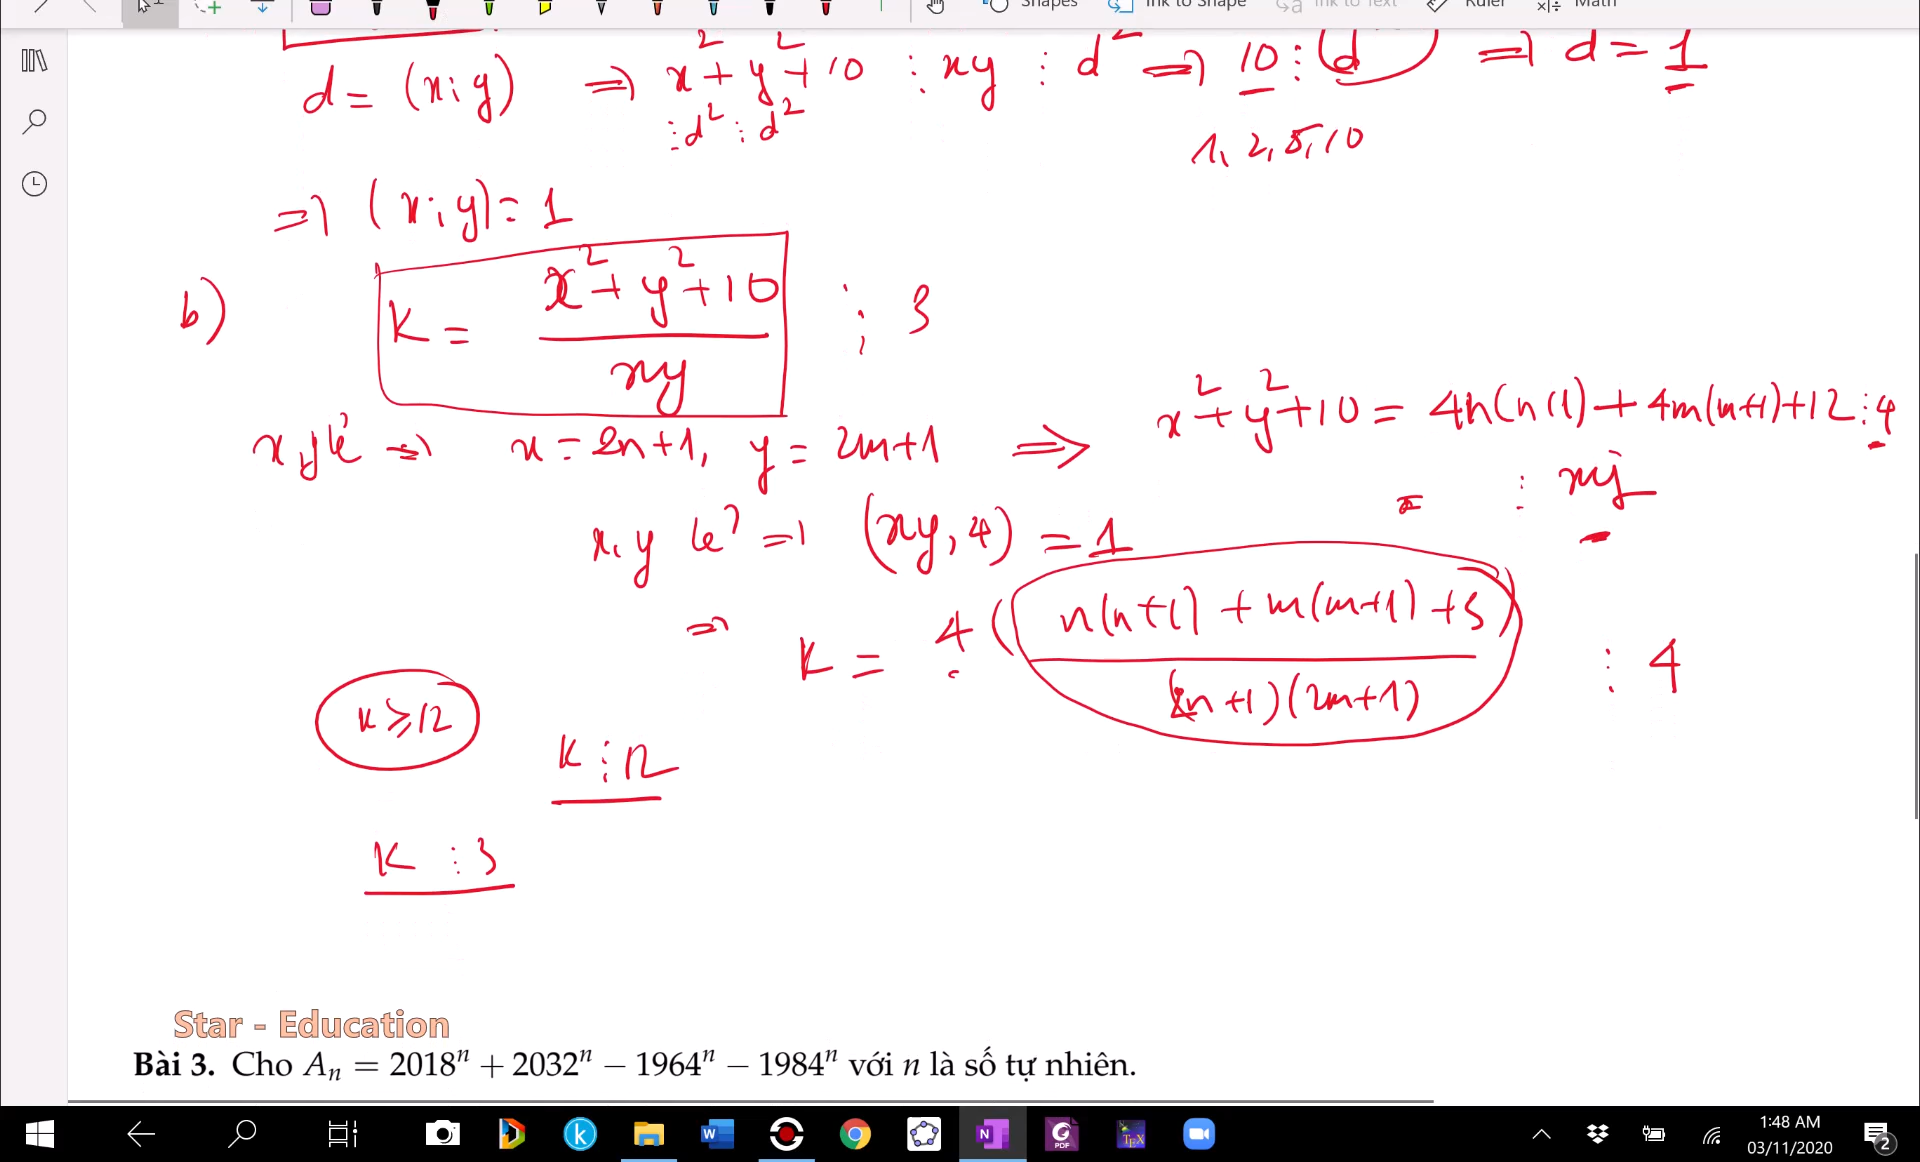 Shapes Ink to Shape Ink to Text Ruler Math
d = (x; y) ⇒ x² + y² + 10 ⋮ xy ⋮ d² ⇒ 10 ⋮ d ⇒ d = 1
⋮ d² ⋮ d²
1, 2, 5, 10
⇒ (x; y) = 1
b) K = (x² + y² + 10) / xy ⋮ 3
x, y lẻ ⇒ x = 2n+1, y = 2m+1 ⇒ x² + y² + 10 = 4n(n+1) + 4m(m+1) + 12 ⋮ 4
⋮ xy
x, y lẻ ⇒ (xy, 4) = 1
⇒ K = 4 (n(n+1) + m(m+1) + 3) / (2n+1)(2m+1) ⋮ 4
K ≥ 12
K ⋮ 12
K ⋮ 3
Star - Education
Bài 3. Cho Aₙ = 2018ⁿ + 2032ⁿ − 1964ⁿ − 1984ⁿ với n là số tự nhiên.
1:48 AM
03/11/2020
2